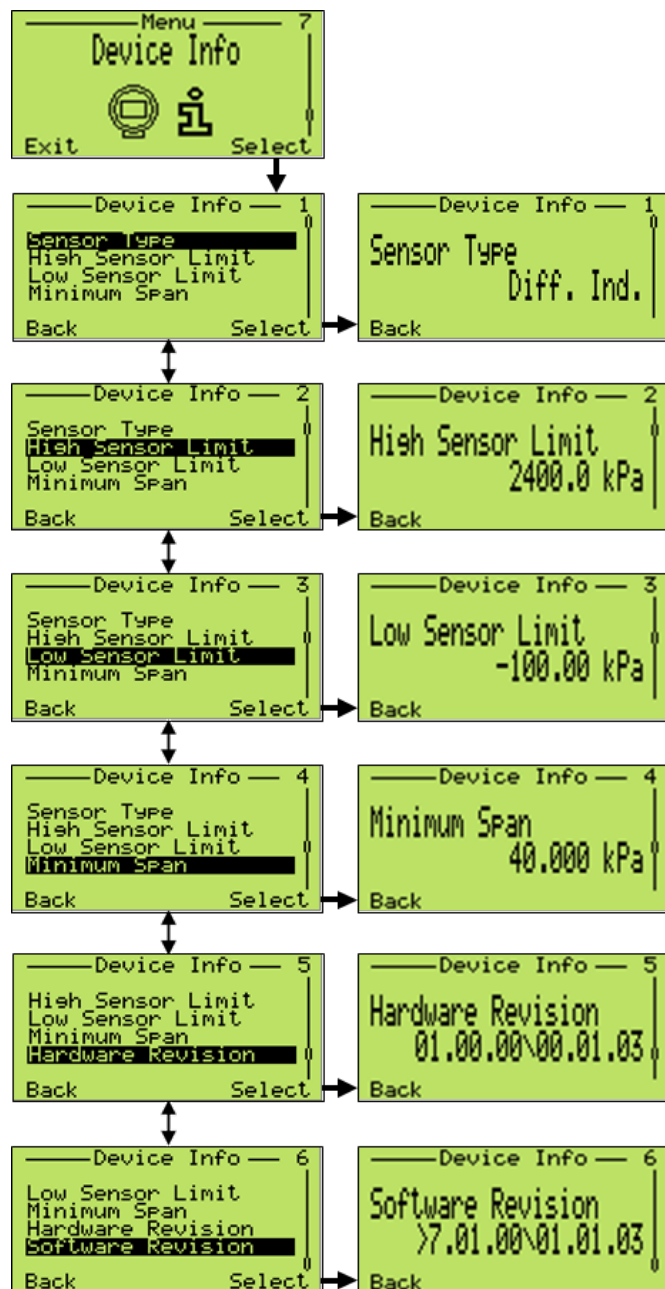 Menu 7
Device Info
Exit Select
Device Info 1
Sensor Type
High Sensor Limit
Low Sensor Limit
Minimum Span
Back Select
Device Info 1
Sensor Type
Diff. Ind.
Back
Device Info 2
Sensor Type
High Sensor Limit
Low Sensor Limit
Minimum Span
Back Select
Device Info 2
High Sensor Limit
2400.0 kPa
Back
Device Info 3
Sensor Type
High Sensor Limit
Low Sensor Limit
Minimum Span
Back Select
Device Info 3
Low Sensor Limit
-100.00 kPa
Back
Device Info 4
Sensor Type
High Sensor Limit
Low Sensor Limit
Minimum Span
Back Select
Device Info 4
Minimum Span
40.000 kPa
Back
Device Info 5
High Sensor Limit
Low Sensor Limit
Minimum Span
Hardware Revision
Back Select
Device Info 5
Hardware Revision
01.00.00\00.01.03
Back
Device Info 6
Low Sensor Limit
Minimum Span
Hardware Revision
Software Revision
Back Select
Device Info 6
Software Revision
>7.01.00\01.01.03
Back